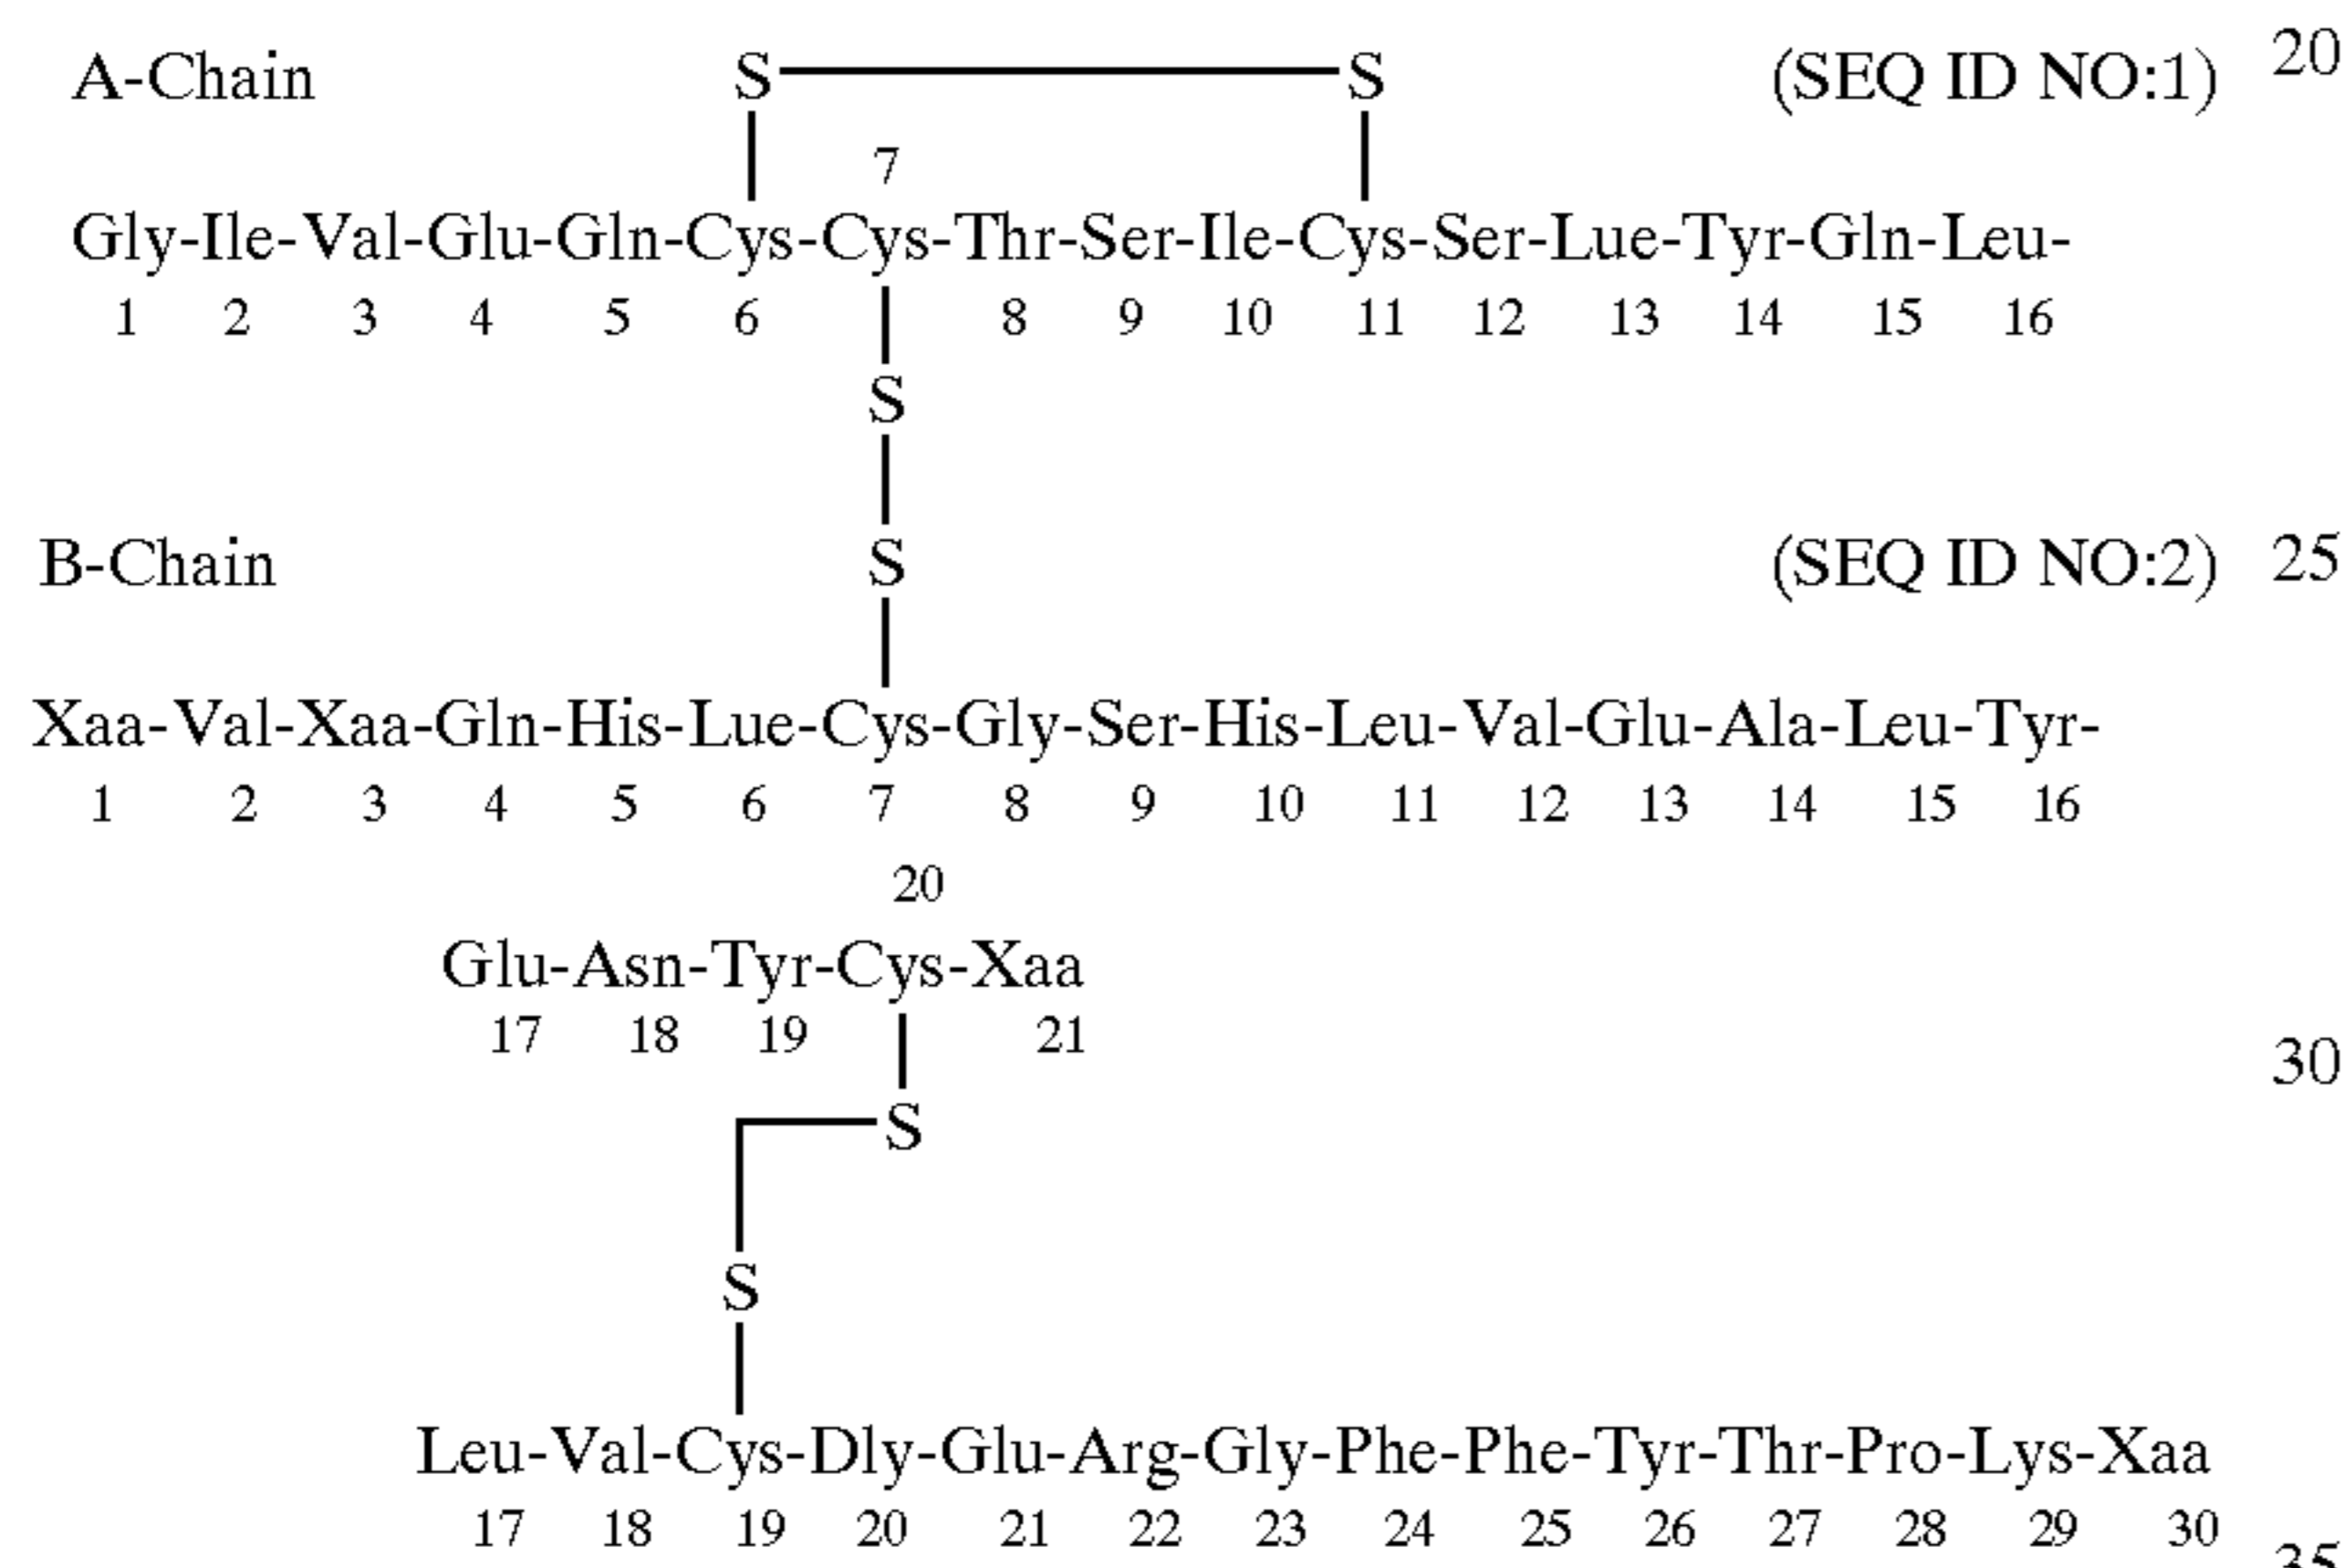 A-Chain S S (SEQ ID NO:1) 20
7
Gly-Ile-Val-Glu-Gln-Cys-Cys-Thr-Ser-Ile-Cys-Ser-Lue-Tyr-Gln-Leu-
1 2 3 4 5 6 8 9 10 11 12 13 14 15 16
S
B-Chain S (SEQ ID NO:2) 25
Xaa-Val-Xaa-Gln-His-Lue-Cys-Gly-Ser-His-Leu-Val-Glu-Ala-Leu-Tyr-
1 2 3 4 5 6 7 8 9 10 11 12 13 14 15 16
20
Glu-Asn-Tyr-Cys-Xaa
17 18 19 21
30
S
S
Leu-Val-Cys-Dly-Glu-Arg-Gly-Phe-Phe-Tyr-Thr-Pro-Lys-Xaa
17 18 19 20 21 22 23 24 25 26 27 28 29 30
35